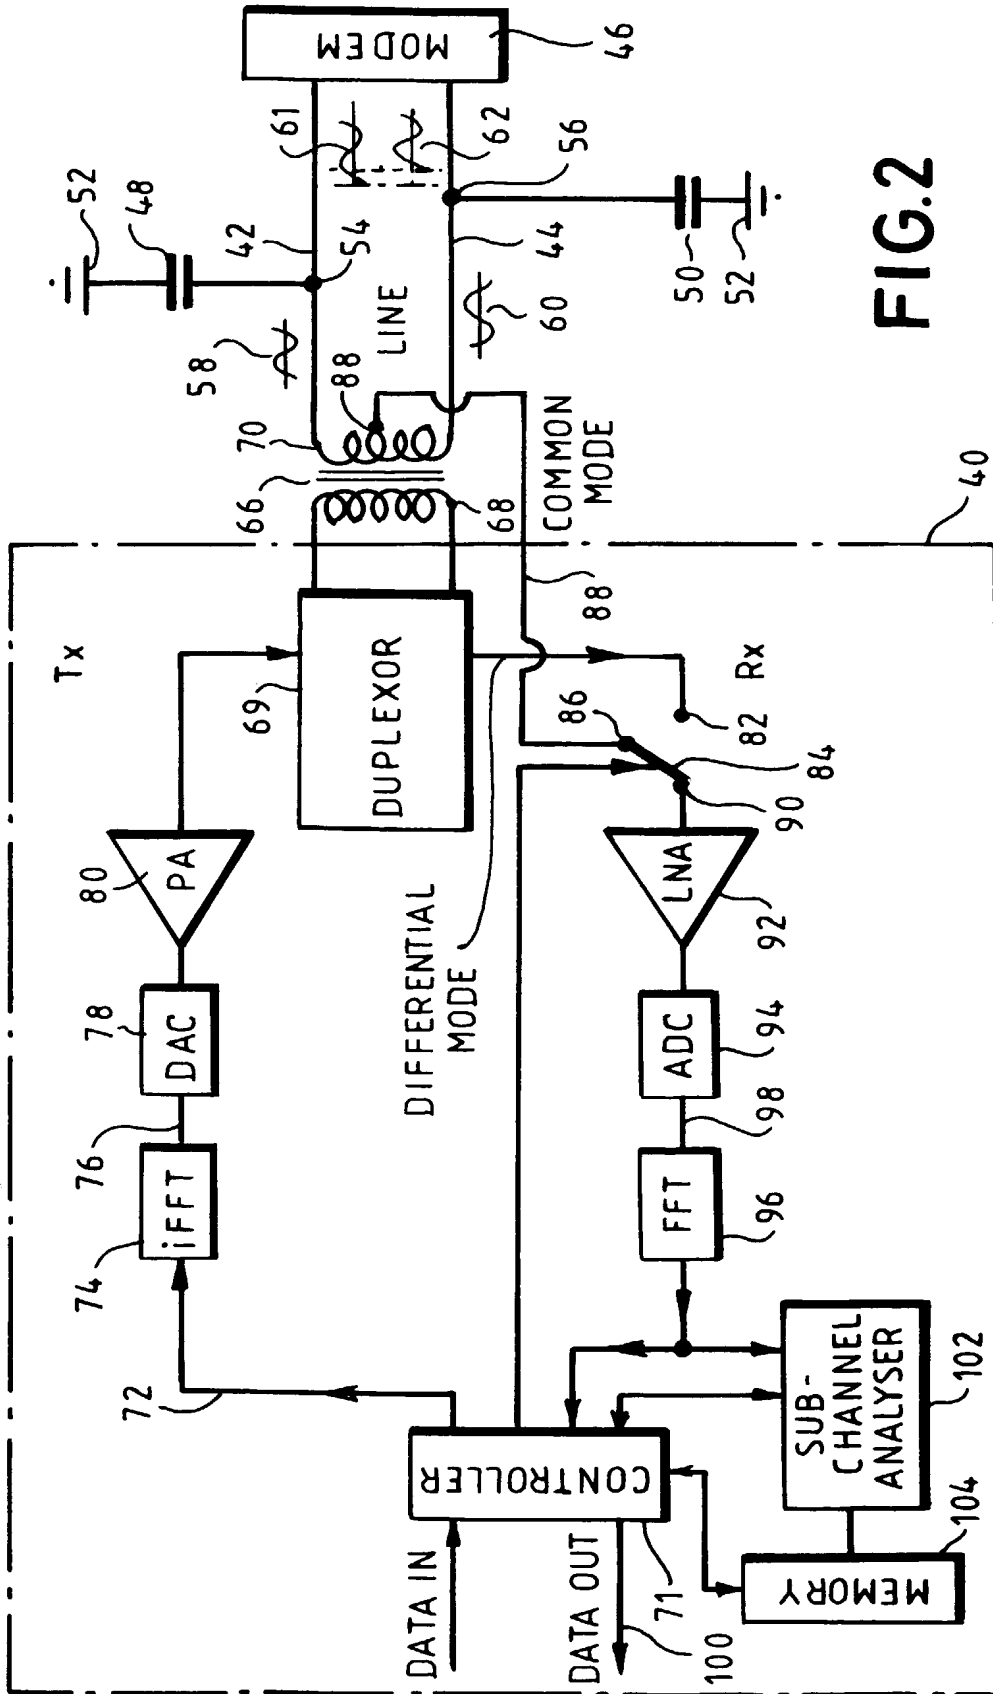 Tx
Rx
40
80
PA
78
DAC
76
iFFT
74
72
69
DUPLEXOR
DIFFERENTIAL
MODE
66
68
70
88
COMMON
MODE
88
86
82
84
90
LNA
92
ADC
94
98
FFT
96
CONTROLLER
71
DATA IN
DATA OUT
100
SUB-
CHANNEL
ANALYSER
102
MEMORY
104
58
60
LINE
42
44
54
56
48
50
52
52
61
62
MODEM
46
FIG.2